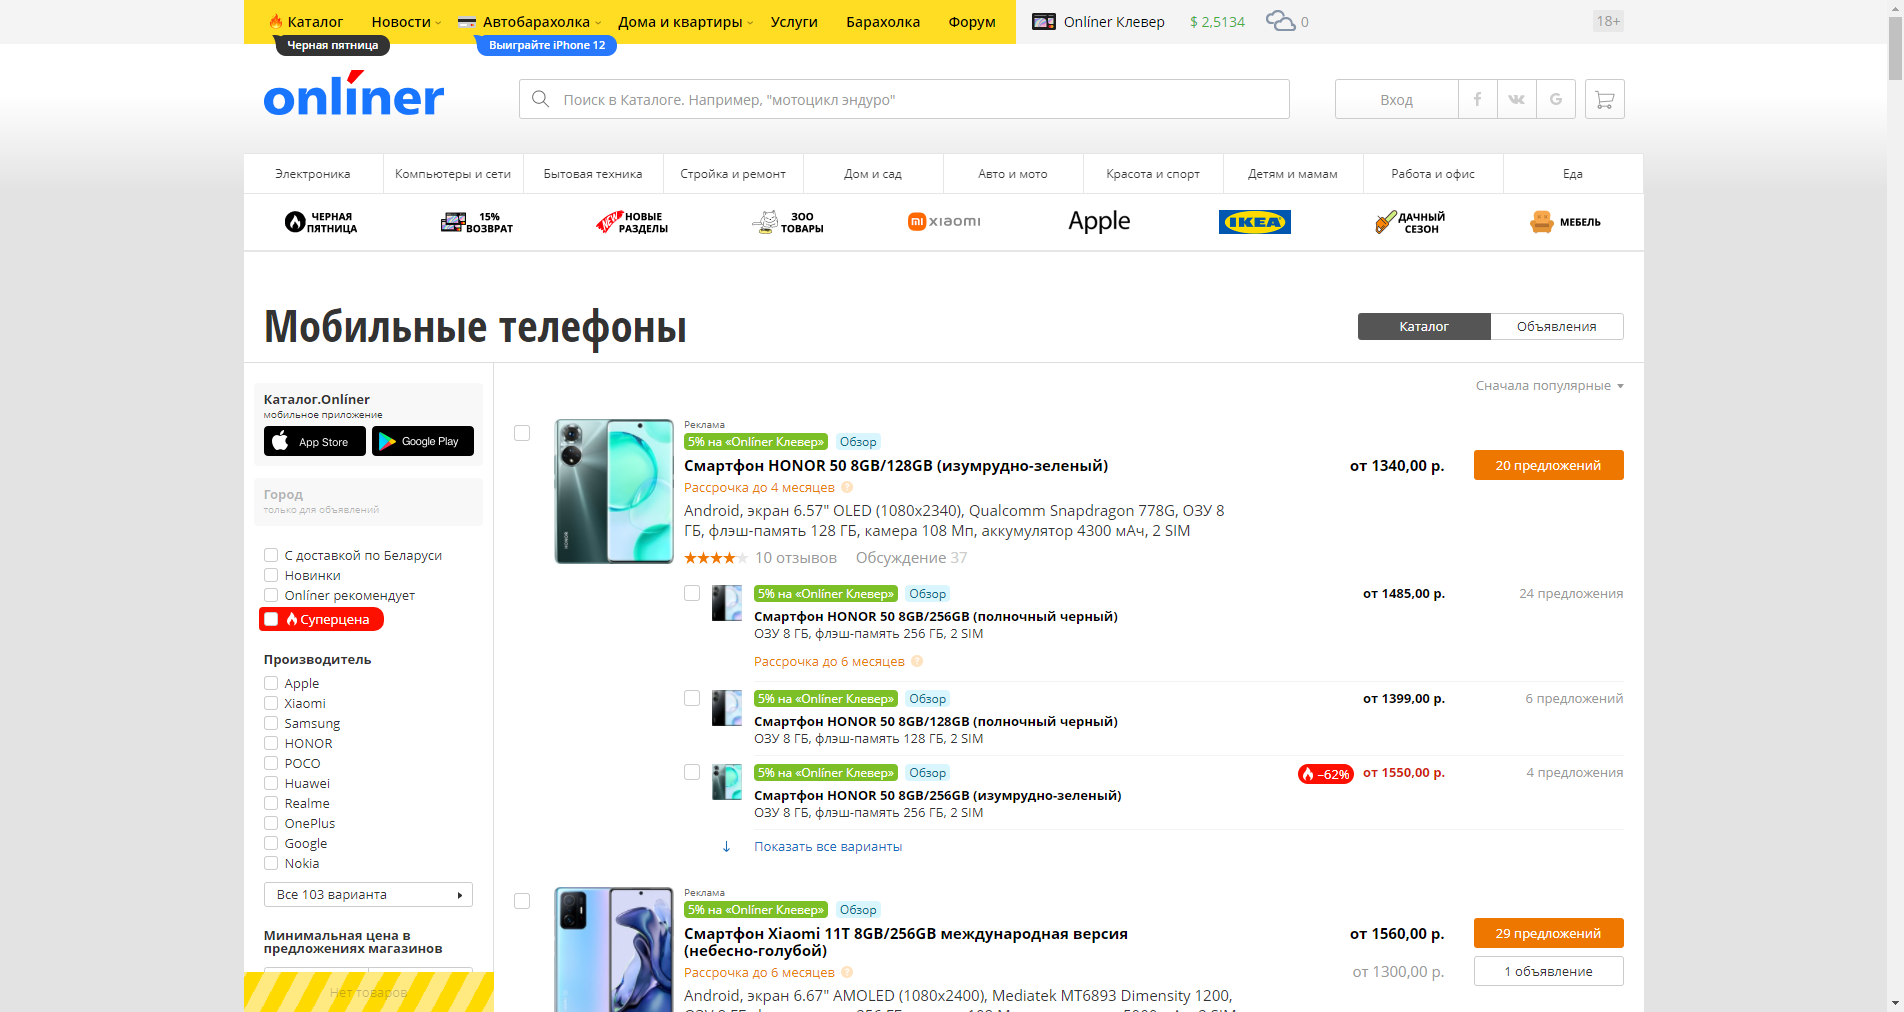 Каталог
Новости
Автобарахолка
Дома и квартиры
Услуги
Барахолка
Форум
Onlíner Клевер
$ 2,5134
0
18+
Черная пятница
Выиграйте iPhone 12
onlíner
Поиск в Каталоге. Например, "мотоцикл эндуро"
Вход
f
G
Электроника
Компьютеры и сети
Бытовая техника
Стройка и ремонт
Дом и сад
Авто и мото
Красота и спорт
Детям и мамам
Работа и офис
Еда
ЧЕРНАЯ
ПЯТНИЦА
15%
ВОЗВРАТ
NEW
НОВЫЕ
РАЗДЕЛЫ
ЗОО
ТОВАРЫ
mi xiaomi
Apple
IKEA
ДАЧНЫЙ
СЕЗОН
МЕБЕЛЬ
Мобильные телефоны
Каталог
Объявления
Каталог.Onlíner
мобильное приложение
App Store
Google Play
Город
только для объявлений
С доставкой по Беларуси
Новинки
Onlíner рекомендует
Суперцена
Производитель
Apple
Xiaomi
Samsung
HONOR
POCO
Huawei
Realme
OnePlus
Google
Nokia
Все 103 варианта
Минимальная цена в
предложениях магазинов
Нет товаров
Сначала популярные
Реклама
5% на «Onlíner Клевер»
Обзор
Смартфон HONOR 50 8GB/128GB (изумрудно-зеленый)
от 1340,00 р.
20 предложений
Рассрочка до 4 месяцев ?
Android, экран 6.57" OLED (1080x2340), Qualcomm Snapdragon 778G, ОЗУ 8
ГБ, флэш-память 128 ГБ, камера 108 Мп, аккумулятор 4300 мАч, 2 SIM
10 отзывов
Обсуждение 37
5% на «Onlíner Клевер»
Обзор
от 1485,00 р.
24 предложения
Смартфон HONOR 50 8GB/256GB (полночный черный)
ОЗУ 8 ГБ, флэш-память 256 ГБ, 2 SIM
Рассрочка до 6 месяцев ?
5% на «Onlíner Клевер»
Обзор
от 1399,00 р.
6 предложений
Смартфон HONOR 50 8GB/128GB (полночный черный)
ОЗУ 8 ГБ, флэш-память 128 ГБ, 2 SIM
5% на «Onlíner Клевер»
Обзор
–62%
от 1550,00 р.
4 предложения
Смартфон HONOR 50 8GB/256GB (изумрудно-зеленый)
ОЗУ 8 ГБ, флэш-память 256 ГБ, 2 SIM
Показать все варианты
Реклама
5% на «Onlíner Клевер»
Обзор
Смартфон Xiaomi 11T 8GB/256GB международная версия
(небесно-голубой)
от 1560,00 р.
29 предложений
Рассрочка до 6 месяцев ?
от 1300,00 р.
1 объявление
Android, экран 6.67" AMOLED (1080x2400), Mediatek MT6893 Dimensity 1200,